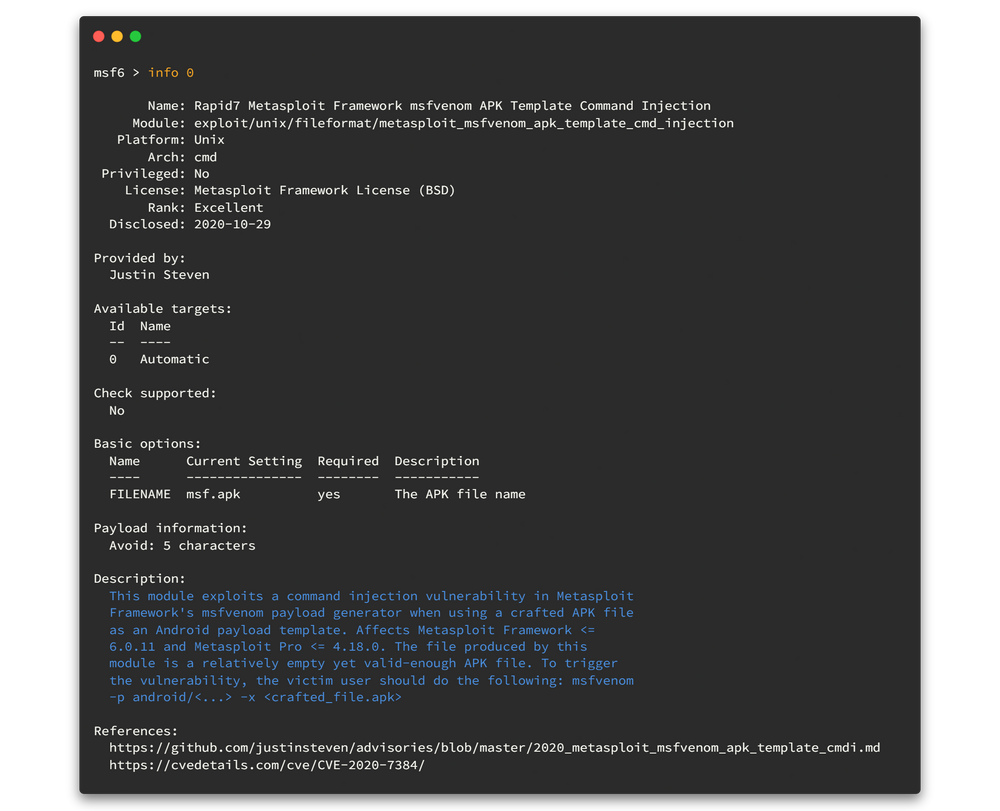 msf6 > info 0
Name: Rapid7 Metasploit Framework msfvenom APK Template Command Injection
Module: exploit/unix/fileformat/metasploit_msfvenom_apk_template_cmd_injection
Platform: Unix
Arch: cmd
Privileged: No
License: Metasploit Framework License (BSD)
Rank: Excellent
Disclosed: 2020-10-29
Provided by:
Justin Steven
Available targets:
Id Name
-- ----
0 Automatic
Check supported:
No
Basic options:
Name Current Setting Required Description
---- --------------- -------- -----------
FILENAME msf.apk yes The APK file name
Payload information:
Avoid: 5 characters
Description:
This module exploits a command injection vulnerability in Metasploit
Framework's msfvenom payload generator when using a crafted APK file
as an Android payload template. Affects Metasploit Framework <=
6.0.11 and Metasploit Pro <= 4.18.0. The file produced by this
module is a relatively empty yet valid-enough APK file. To trigger
the vulnerability, the victim user should do the following: msfvenom
-p android/<...> -x <crafted_file.apk>
References:
https://github.com/justinsteven/advisories/blob/master/2020_metasploit_msfvenom_apk_template_cmdi.md
https://cvedetails.com/cve/CVE-2020-7384/